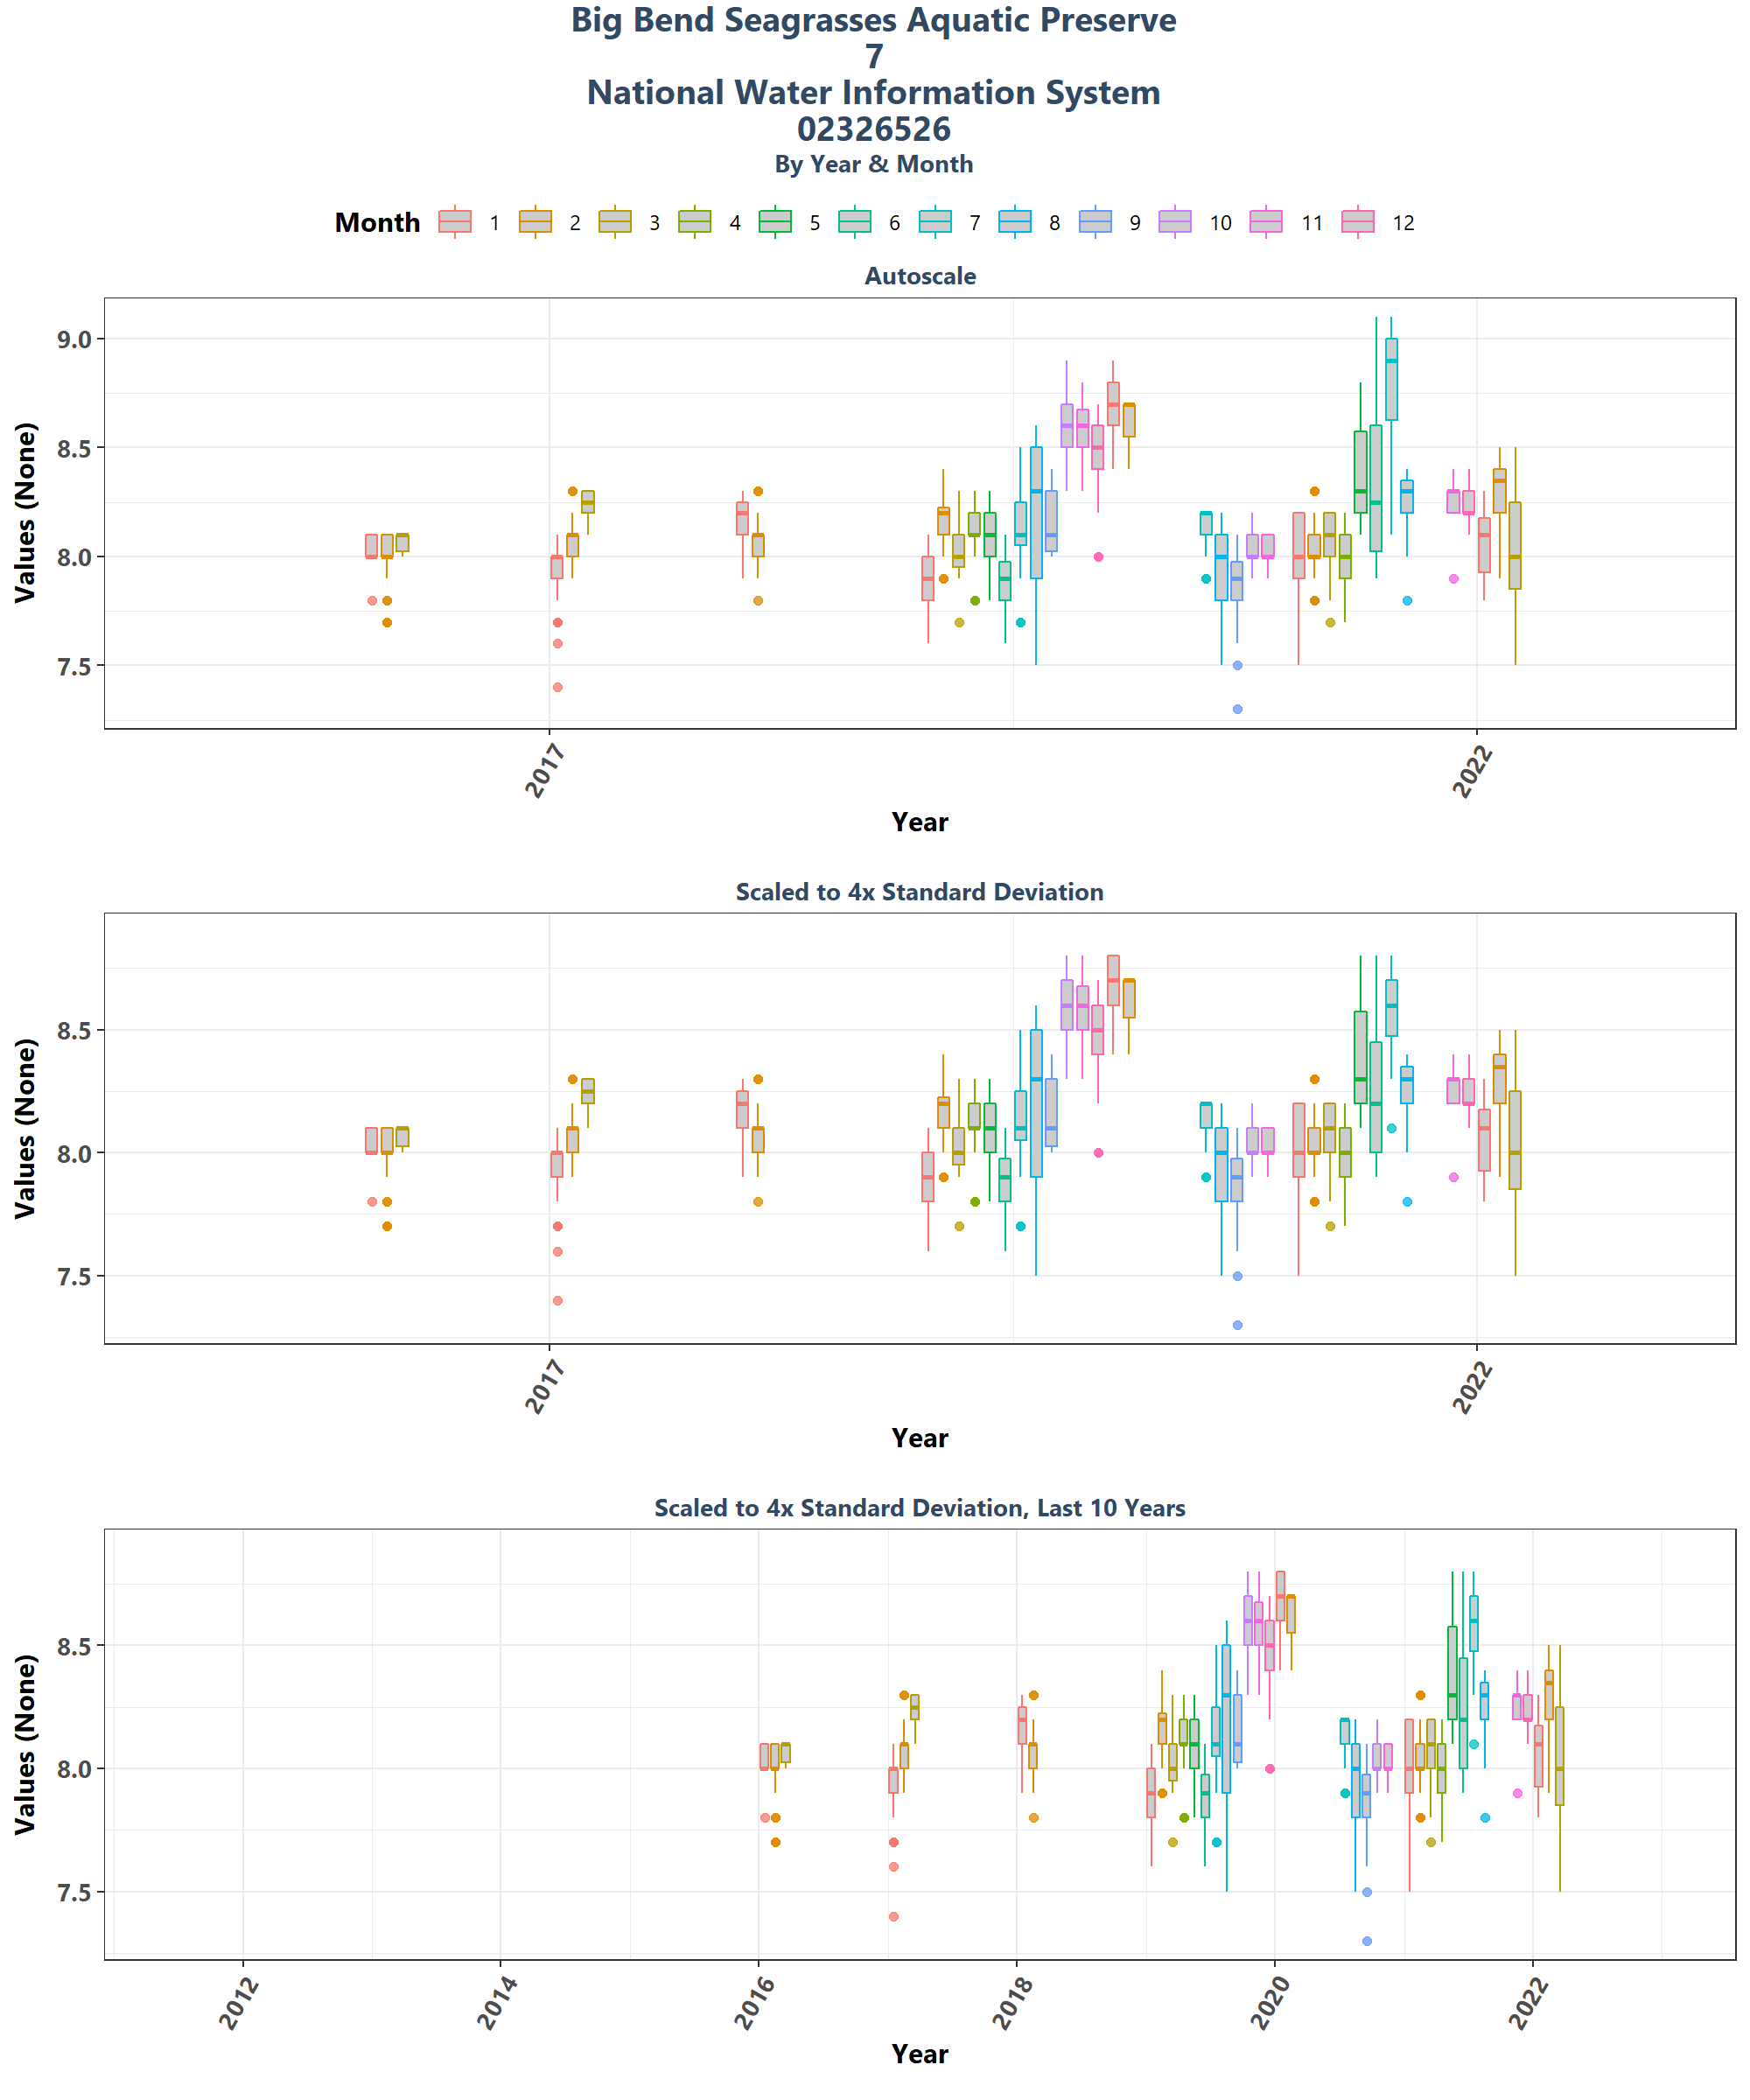 Big Bend Seagrasses Aquatic Preserve
7
National Water Information System
02326526
By Year & Month
Month 1 2 3 4 5 6 7 8 9 10 11 12
Autoscale
Values (None)
9.0
8.5
8.0
7.5
2017 2022
Year
Scaled to 4x Standard Deviation
Values (None)
8.5
8.0
7.5
2017 2022
Year
Scaled to 4x Standard Deviation, Last 10 Years
Values (None)
8.5
8.0
7.5
2012 2014 2016 2018 2020 2022
Year